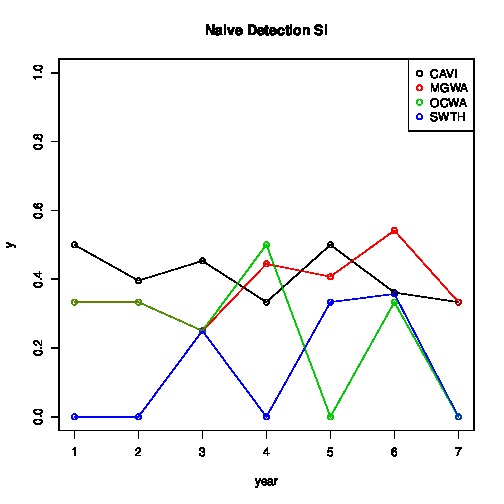 Naive Detection SI
CAVI
MGWA
OCWA
SWTH
1.0
0.8
0.6
0.4
0.2
0.0
y
1 2 3 4 5 6 7
year